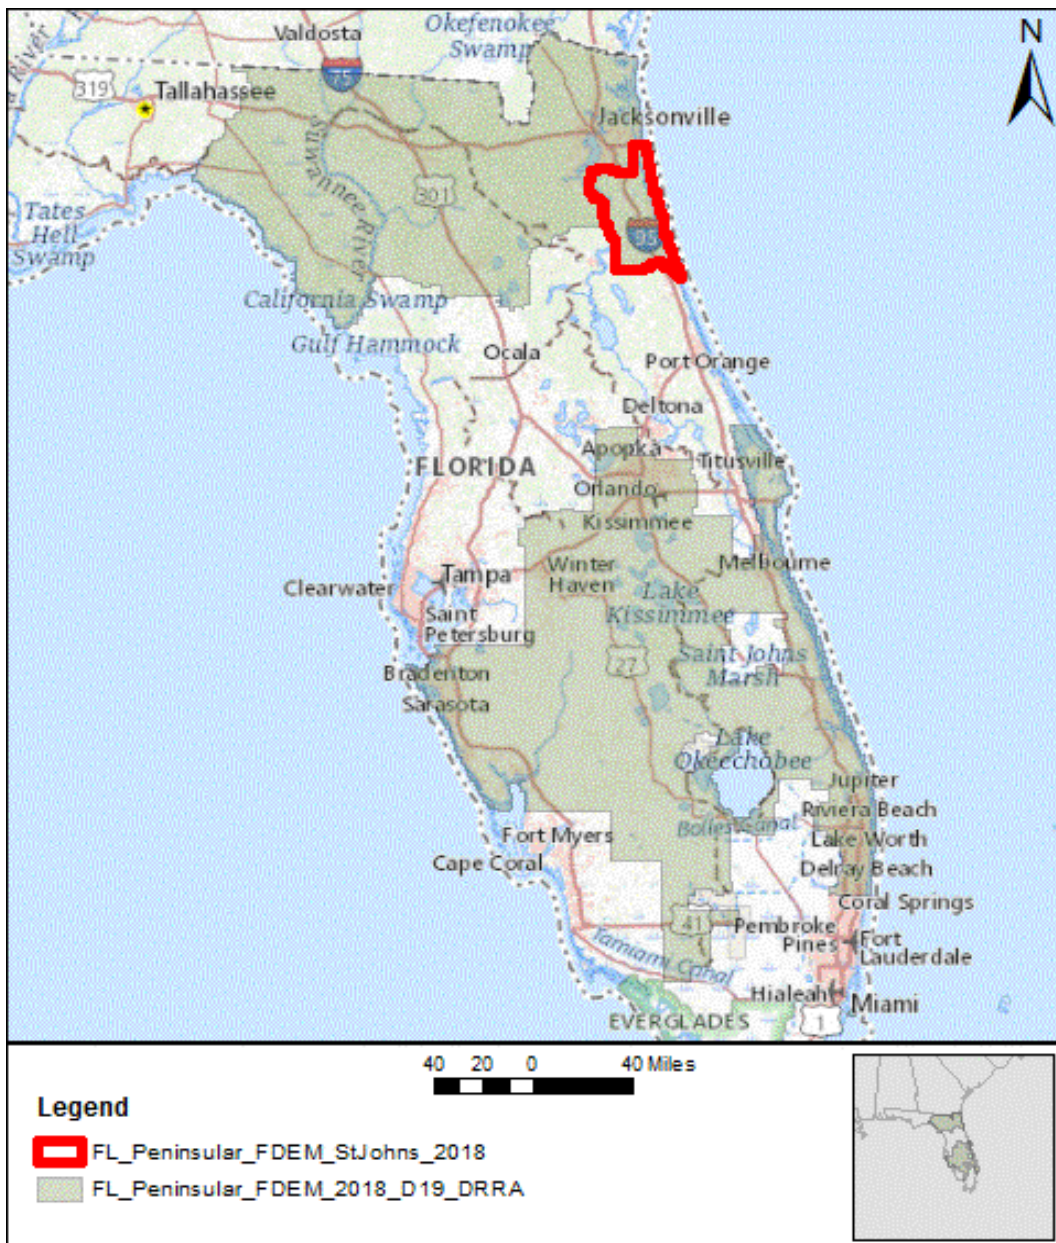 Okefenokee
Swamp
Valdosta
N
75
319
Tallahassee
Jacksonville
Suwannee River
301
Tates
Hell
Swamp
95
California Swamp
Gulf Hammock
Ocala
Port Orange
Deltona
Apopka
FLORIDA
Titusville
Orlando
Kissimmee
Winter
Haven
Melbourne
Clearwater
Tampa
Lake
Kissimmee
Saint
Petersburg
27
Saint Johns
Marsh
Bradenton
Sarasota
Lake
Okeechobee
Jupiter
Riviera Beach
Bolles Canal
Fort Myers
Lake Worth
Cape Coral
Delray Beach
Coral Springs
41
Pembroke
Pines
Fort
Lauderdale
Tamiami Canal
Hialeah
Miami
EVERGLADES
1
40 20 0 40 Miles
Legend
FL_Peninsular_FDEM_StJohns_2018
FL_Peninsular_FDEM_2018_D19_DRRA